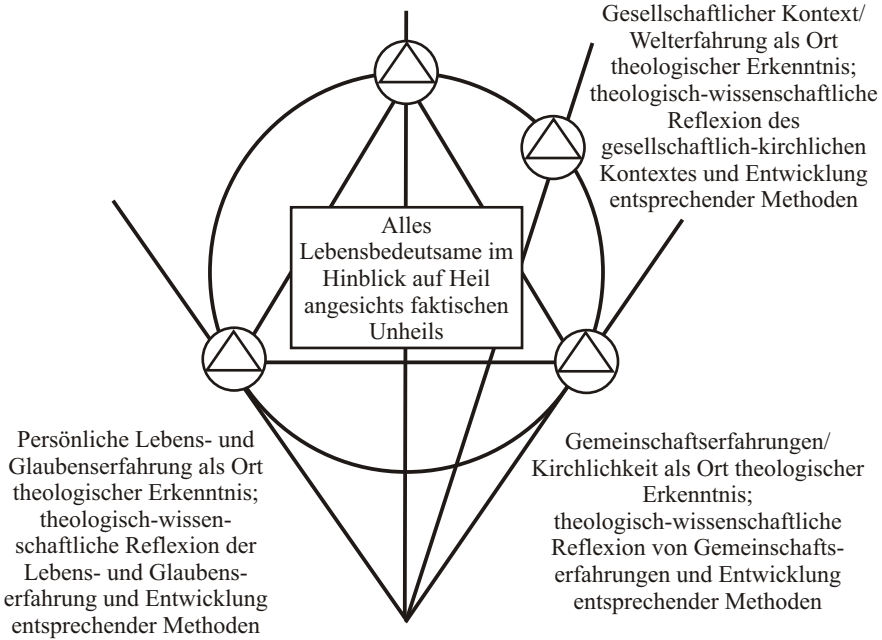 Gesellschaftlicher Kontext/
Welterfahrung als Ort
theologischer Erkenntnis;
theologisch-wissenschaftliche
Reflexion des
gesellschaftlich-kirchlichen
Kontextes und Entwicklung
entsprechender Methoden
Alles
Lebensbedeutsame im
Hinblick auf Heil
angesichts faktischen
Unheils
Persönliche Lebens- und
Glaubenserfahrung als Ort
theologischer Erkenntnis;
theologisch-wissen-
schaftliche Reflexion der
Lebens- und Glaubens-
erfahrung und Entwicklung
entsprechender Methoden
Gemeinschaftserfahrungen/
Kirchlichkeit als Ort theologischer
Erkenntnis;
theologisch-wissenschaftliche
Reflexion von Gemeinschafts-
erfahrungen und Entwicklung
entsprechender Methoden